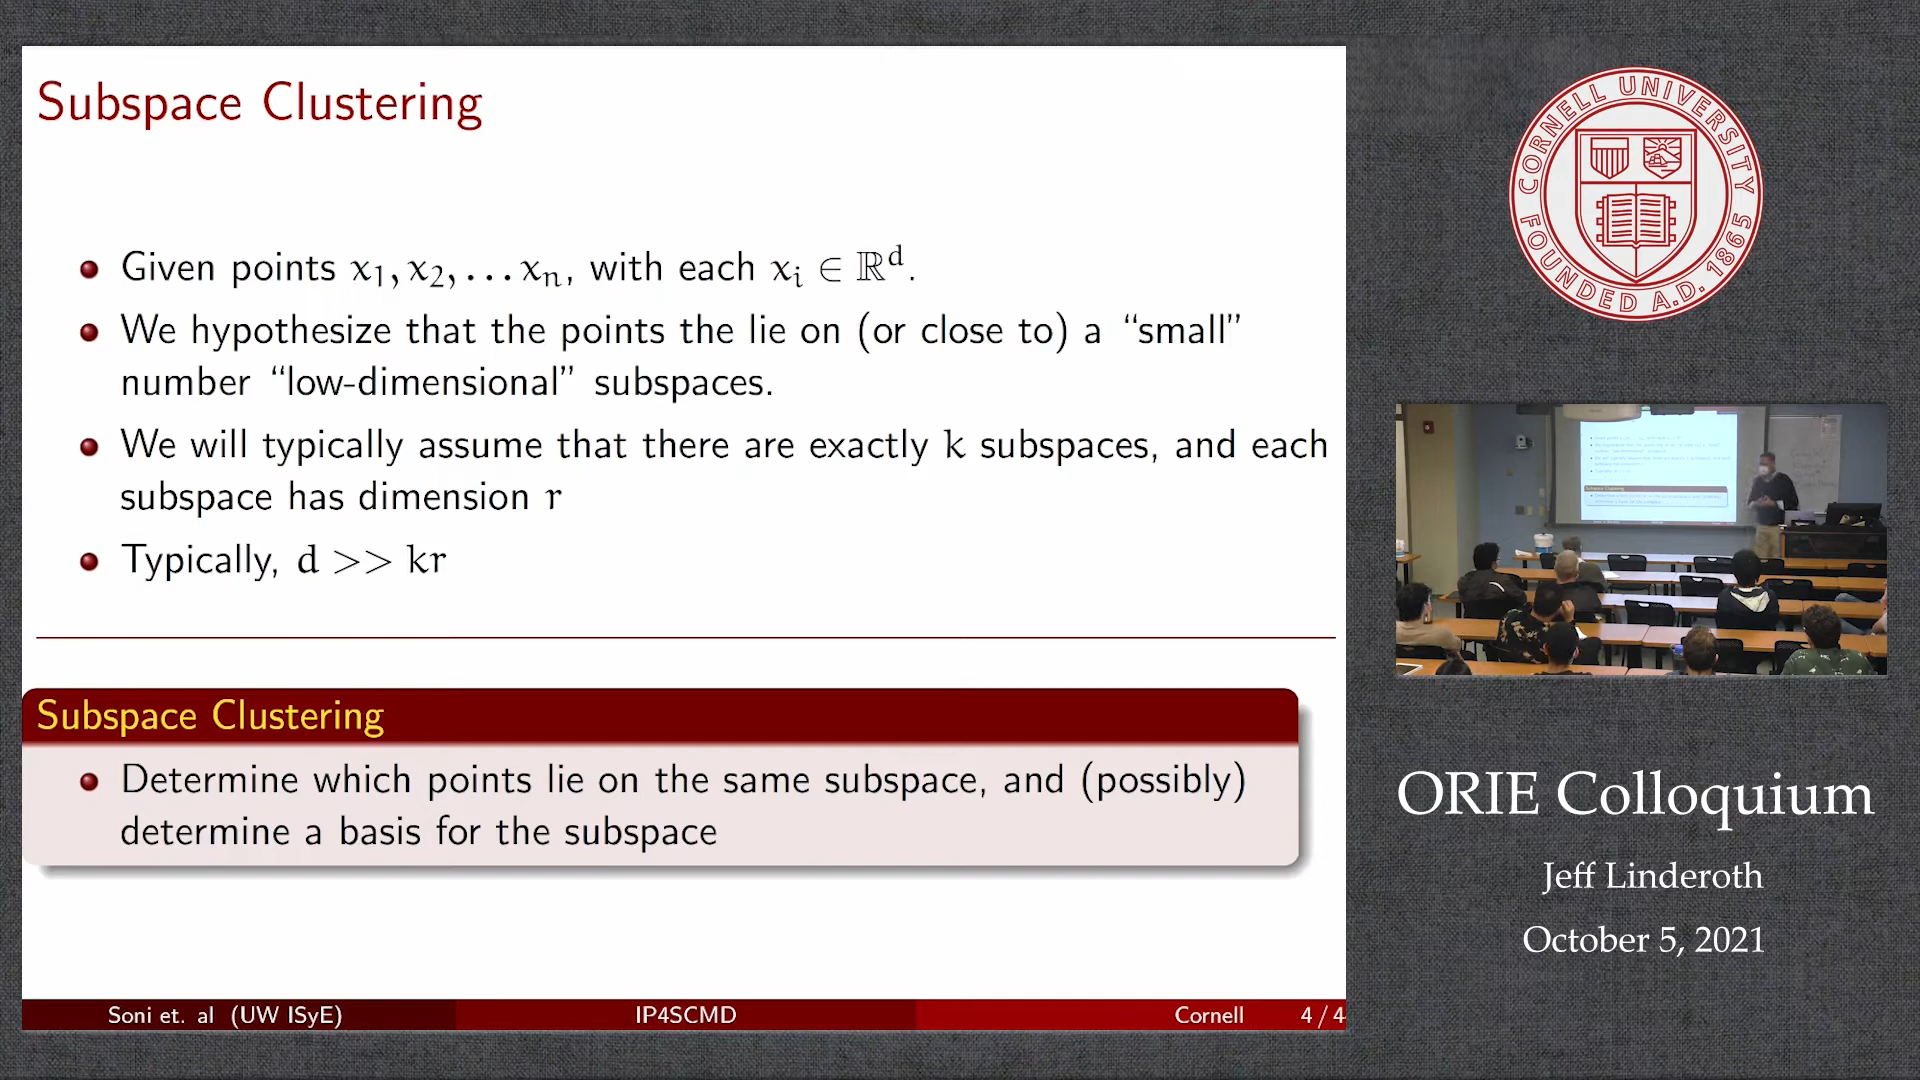 Subspace Clustering
Given points x₁, x₂, … xₙ, with each xᵢ ∈ ℝᵈ.
We hypothesize that the points the lie on (or close to) a “small”
number “low-dimensional” subspaces.
We will typically assume that there are exactly k subspaces, and each
subspace has dimension r
Typically, d >> kr
Subspace Clustering
Determine which points lie on the same subspace, and (possibly)
determine a basis for the subspace
Soni et. al (UW ISyE) IP4SCMD Cornell 4 / 4
CORNELL UNIVERSITY
FOUNDED A.D. 1865
ORIE Colloquium
Jeff Linderoth
October 5, 2021